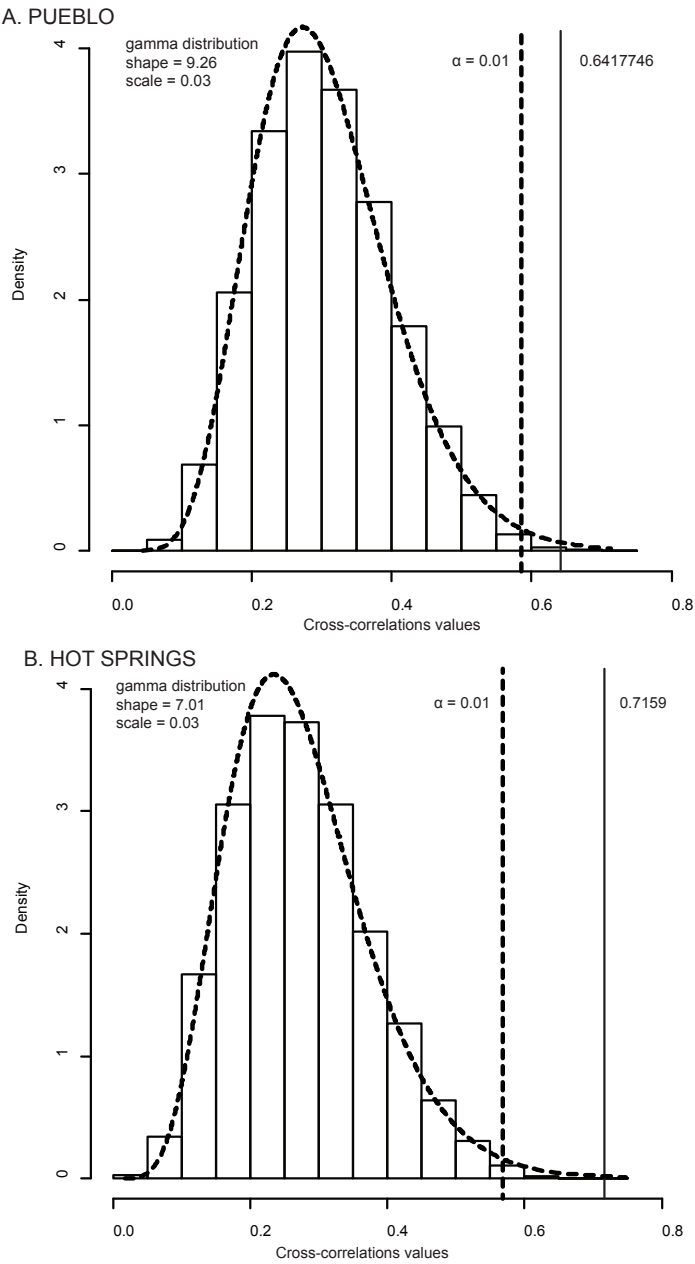 A. PUEBLO
gamma distribution
shape = 9.26
scale = 0.03
α = 0.01
0.6417746
4
3
2
1
0
Density
0.0 0.2 0.4 0.6 0.8
Cross-correlations values
B. HOT SPRINGS
gamma distribution
shape = 7.01
scale = 0.03
α = 0.01
0.7159
4
3
2
1
0
Density
0.0 0.2 0.4 0.6 0.8
Cross-correlations values